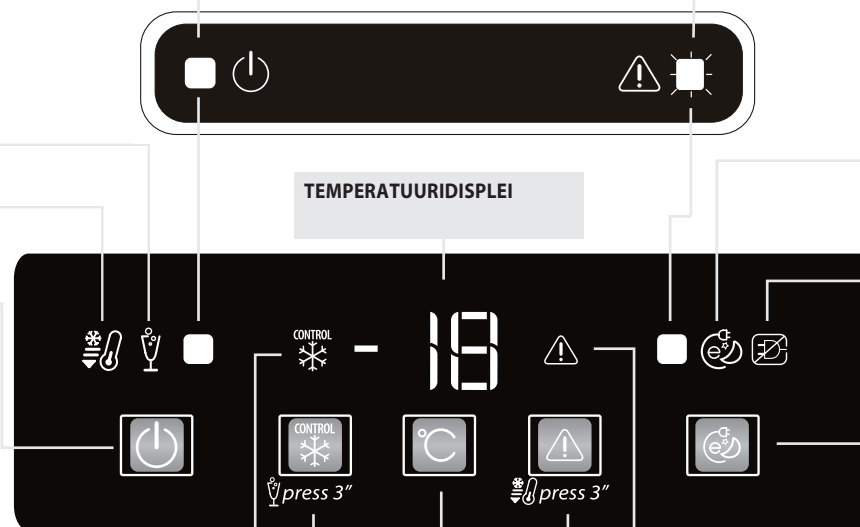 TEMPERATUURIDISPLEI
CONTROL
-18
CONTROL
°C
press 3”
press 3”